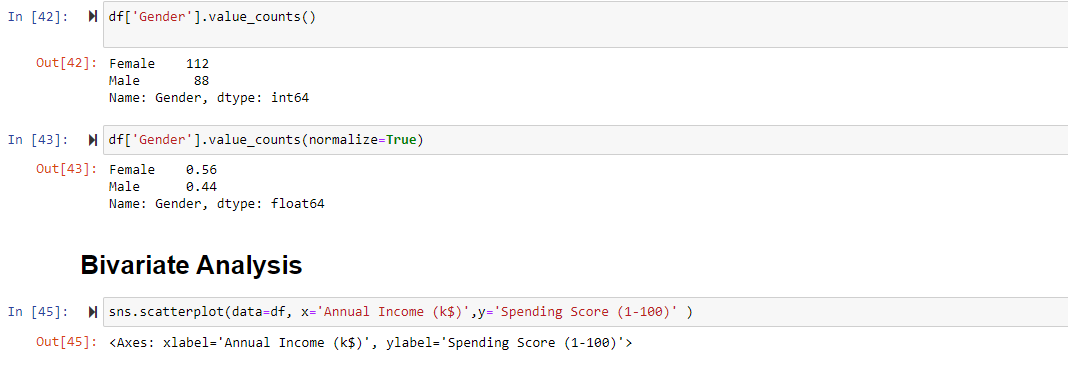 In [42]: df['Gender'].value_counts()
Out[42]: Female    112
Male       88
Name: Gender, dtype: int64
In [43]: df['Gender'].value_counts(normalize=True)
Out[43]: Female    0.56
Male      0.44
Name: Gender, dtype: float64
Bivariate Analysis
In [45]: sns.scatterplot(data=df, x='Annual Income (k$)',y='Spending Score (1-100)' )
Out[45]: <Axes: xlabel='Annual Income (k$)', ylabel='Spending Score (1-100)'>